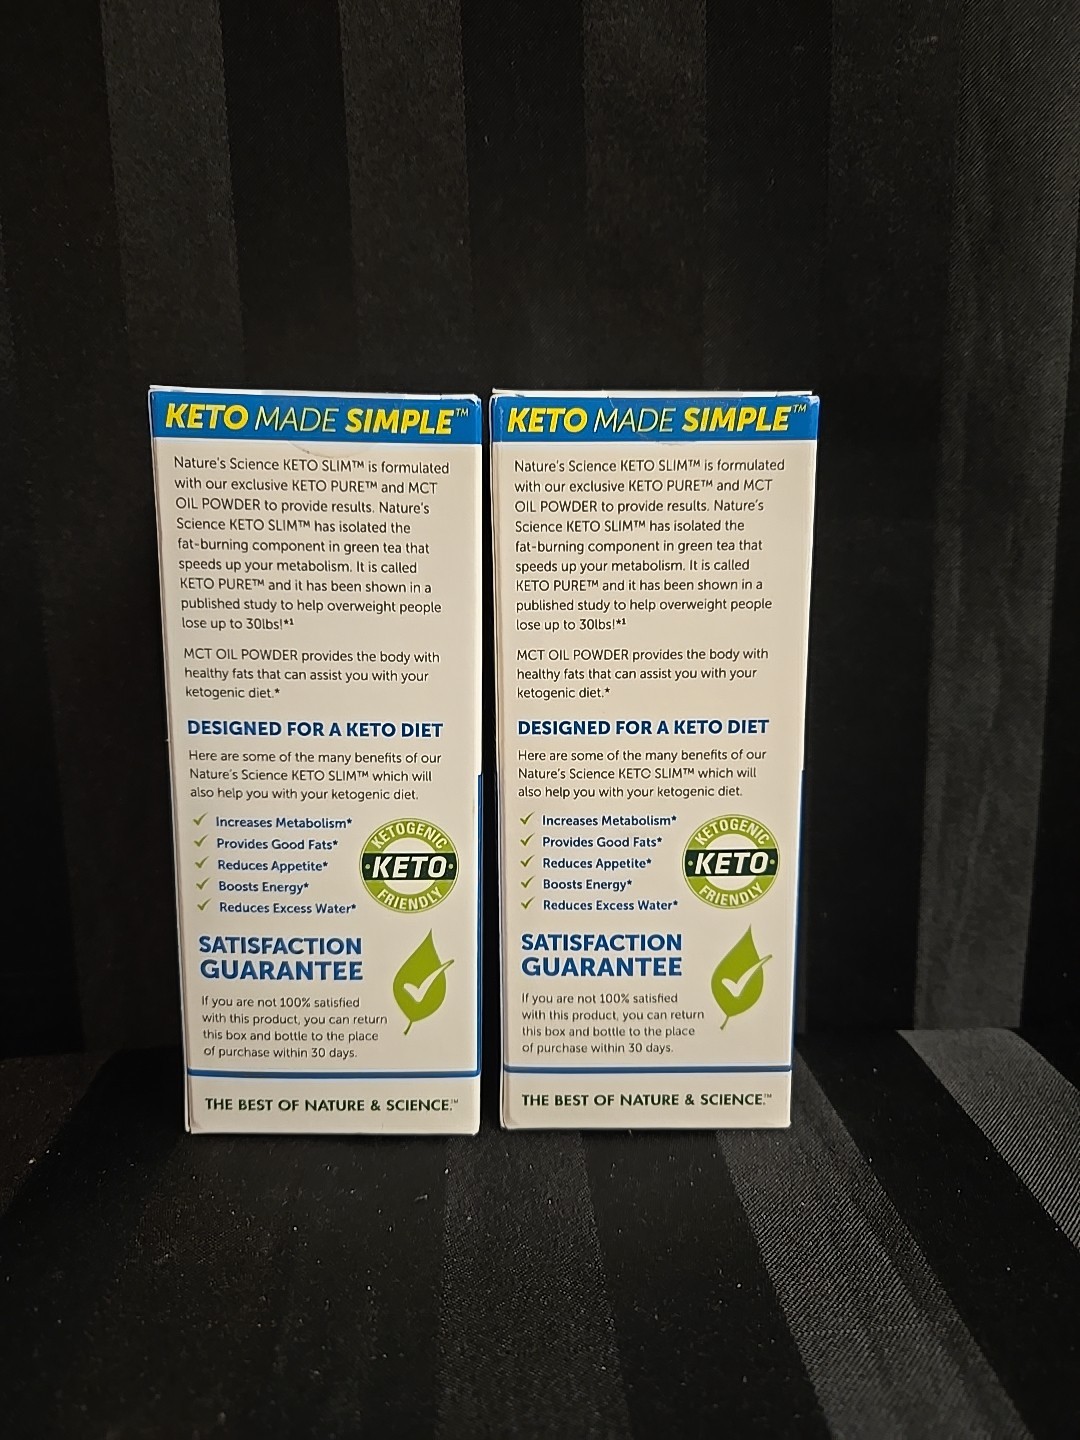 KETO MADE SIMPLE™
Nature's Science KETO SLIM™ is formulated
with our exclusive KETO PURE™ and MCT
OIL POWDER to provide results. Nature's
Science KETO SLIM™ has isolated the
fat-burning component in green tea that
speeds up your metabolism. It is called
KETO PURE™ and it has been shown in a
published study to help overweight people
lose up to 30lbs!*¹
MCT OIL POWDER provides the body with
healthy fats that can assist you with your
ketogenic diet.*
DESIGNED FOR A KETO DIET
Here are some of the many benefits of our
Nature's Science KETO SLIM™ which will
also help you with your ketogenic diet.
Increases Metabolism*
Provides Good Fats*
Reduces Appetite*
Boosts Energy*
Reduces Excess Water*
KETOGENIC
·KETO·
FRIENDLY
SATISFACTION
GUARANTEE
If you are not 100% satisfied
with this product, you can return
this box and bottle to the place
of purchase within 30 days.
THE BEST OF NATURE & SCIENCE.™
KETO MADE SIMPLE™
Nature's Science KETO SLIM™ is formulated
with our exclusive KETO PURE™ and MCT
OIL POWDER to provide results. Nature's
Science KETO SLIM™ has isolated the
fat-burning component in green tea that
speeds up your metabolism. It is called
KETO PURE™ and it has been shown in a
published study to help overweight people
lose up to 30lbs!*¹
MCT OIL POWDER provides the body with
healthy fats that can assist you with your
ketogenic diet.*
DESIGNED FOR A KETO DIET
Here are some of the many benefits of our
Nature's Science KETO SLIM™ which will
also help you with your ketogenic diet.
Increases Metabolism*
Provides Good Fats*
Reduces Appetite*
Boosts Energy*
Reduces Excess Water*
KETOGENIC
·KETO·
FRIENDLY
SATISFACTION
GUARANTEE
If you are not 100% satisfied
with this product, you can return
this box and bottle to the place
of purchase within 30 days.
THE BEST OF NATURE & SCIENCE.™